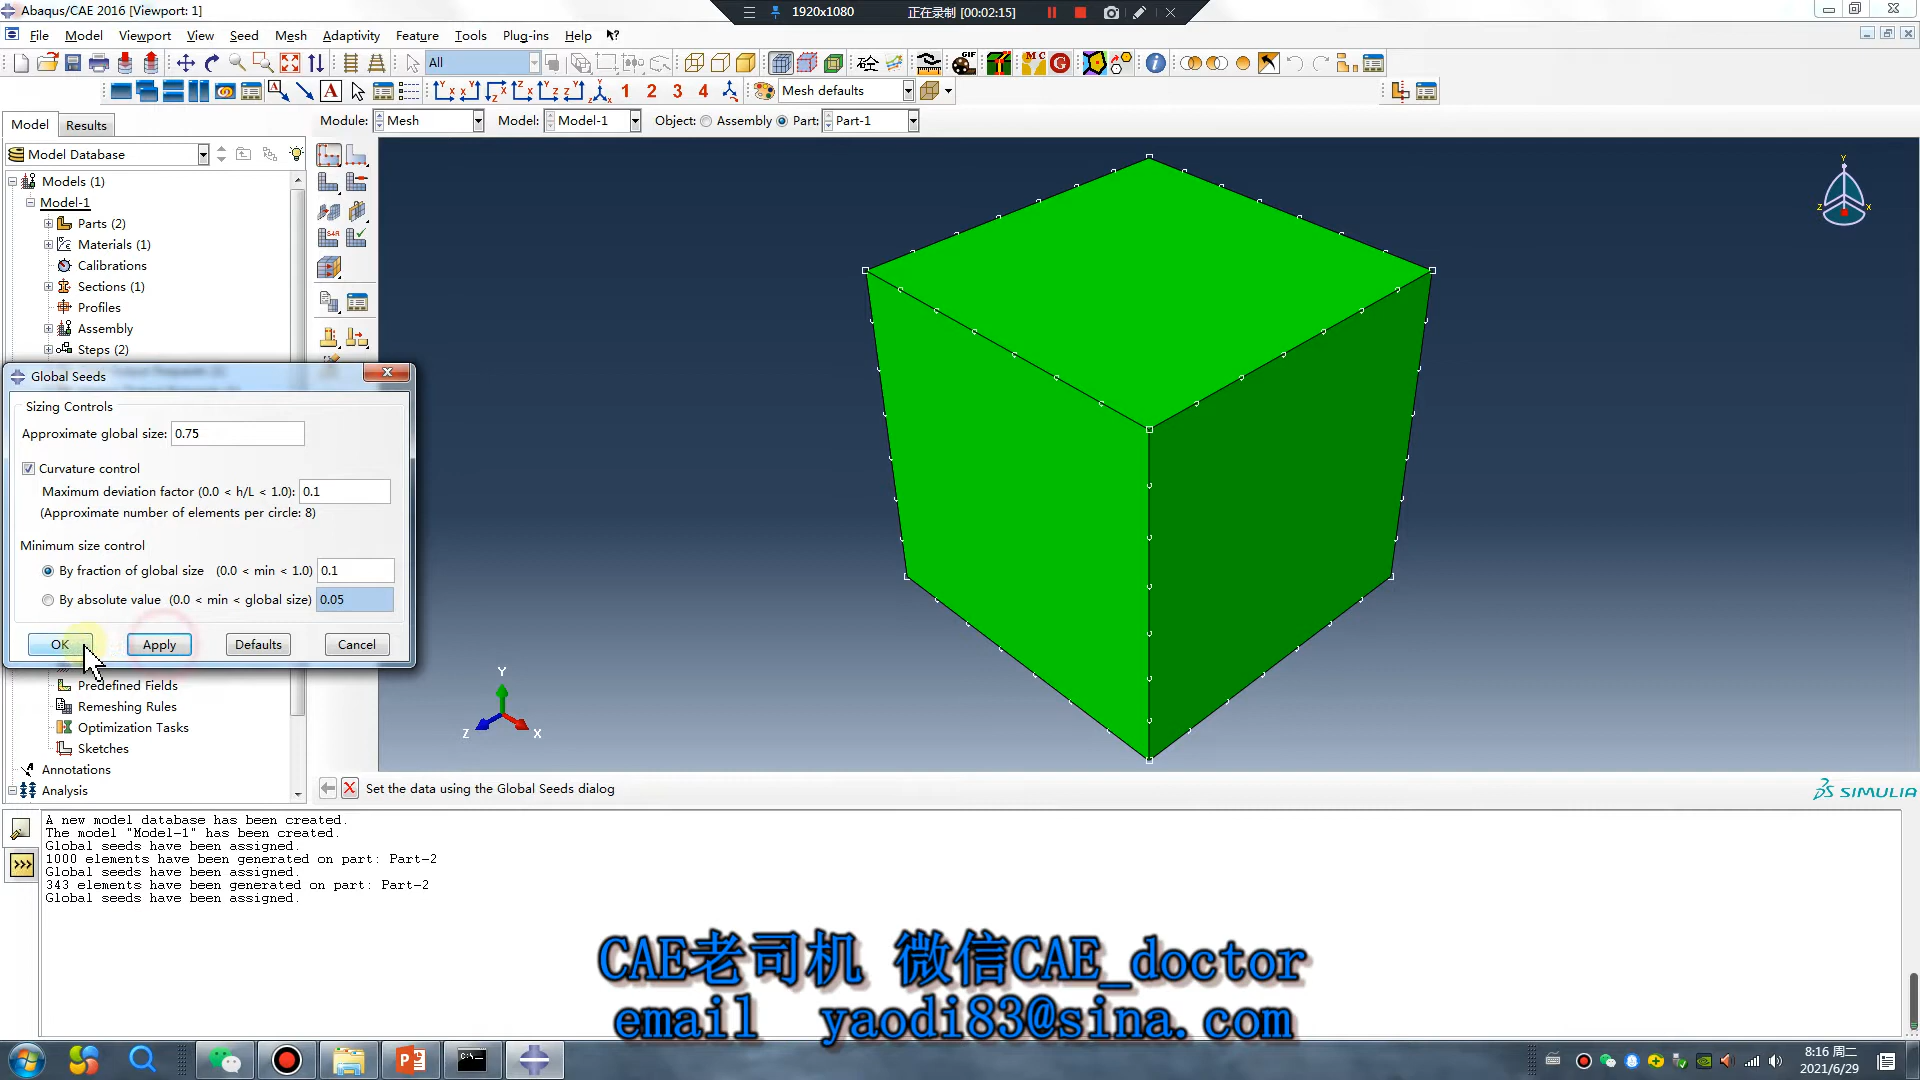 Abaqus/CAE 2016 [Viewport: 1]
1920x1080
正在录制 [00:02:15]
File Model Viewport View Seed Mesh Adaptivity Feature Tools Plug-ins Help
All
砼 GIF MC G
A 1 2 3 4 Mesh defaults
Model Results
Module: Mesh Model: Model-1 Object: Assembly Part: Part-1
Model Database
Models (1)
Model-1
Parts (2)
Materials (1)
Calibrations
Sections (1)
Profiles
Assembly
Steps (2)
Global Seeds
Sizing Controls
Approximate global size: 0.75
Curvature control
Maximum deviation factor (0.0 < h/L < 1.0): 0.1
(Approximate number of elements per circle: 8)
Minimum size control
By fraction of global size (0.0 < min < 1.0) 0.1
By absolute value (0.0 < min < global size) 0.05
OK Apply Defaults Cancel
Predefined Fields
Remeshing Rules
Optimization Tasks
Sketches
Annotations
Analysis
Y
Z X
Y
Z X
Set the data using the Global Seeds dialog
SIMULIA
A new model database has been created.
The model "Model-1" has been created.
Global seeds have been assigned.
1000 elements have been generated on part: Part-2
Global seeds have been assigned.
343 elements have been generated on part: Part-2
Global seeds have been assigned.
CAE老司机 微信CAE_doctor
email yaodi83@sina.com
8:16 周二
2021/6/29